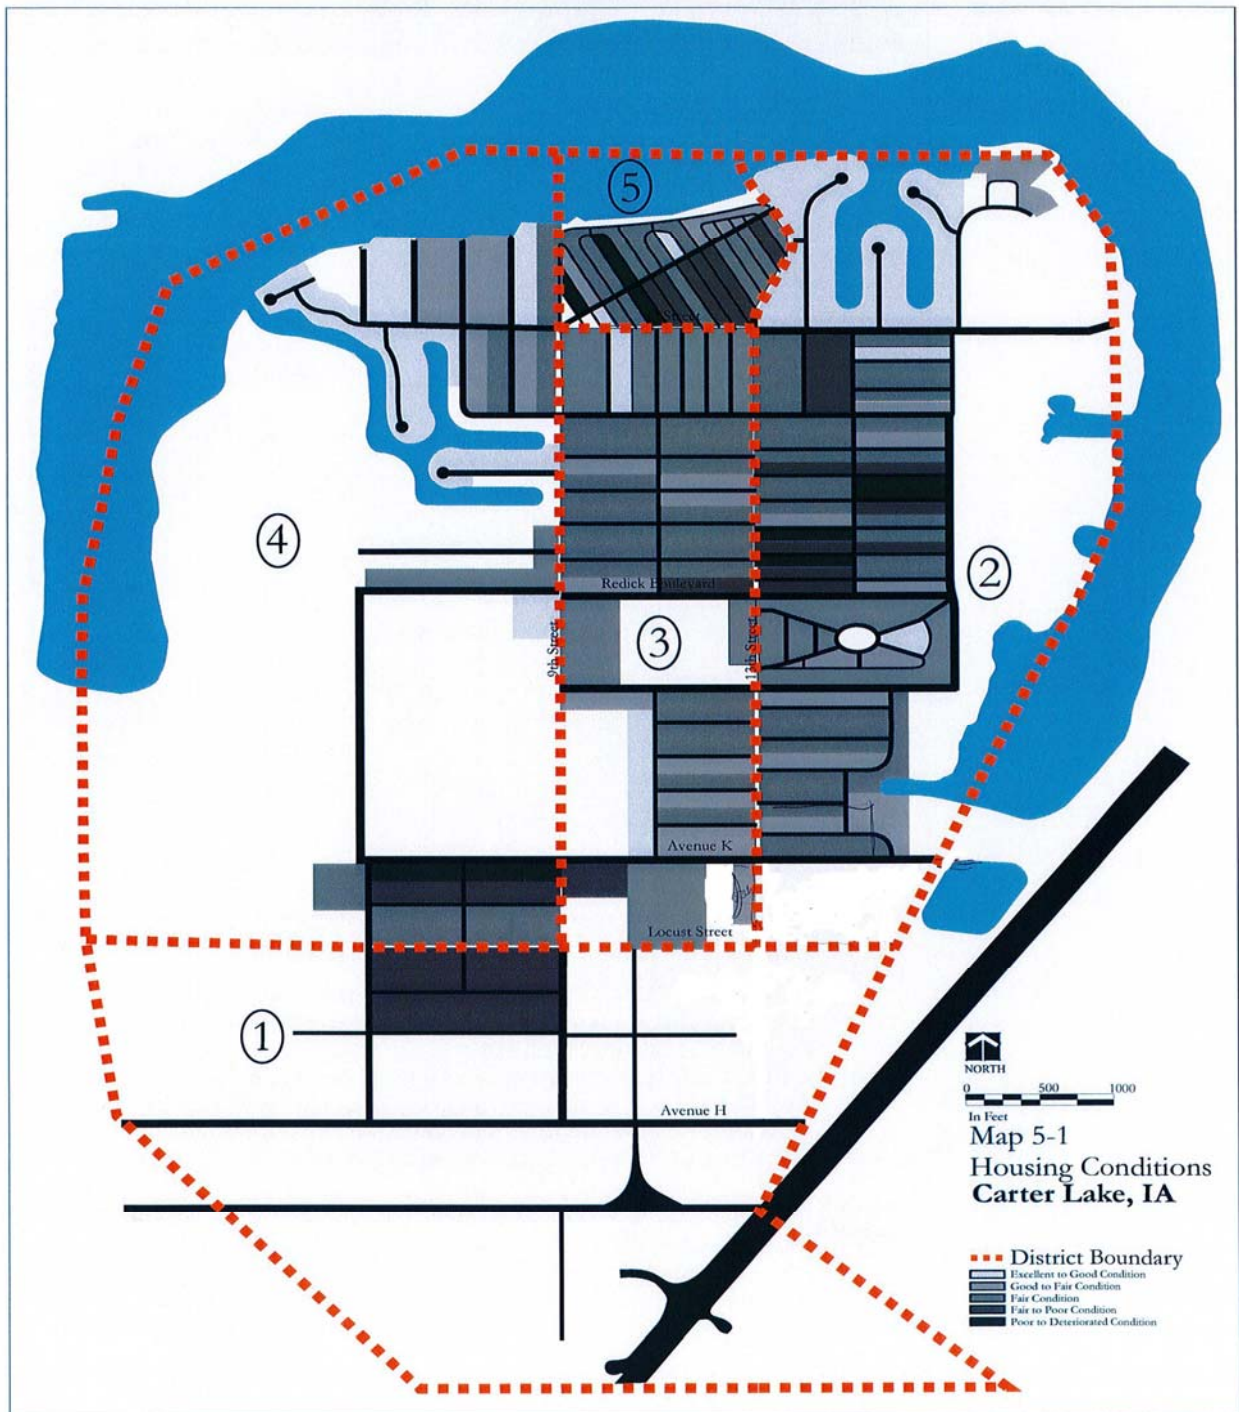 5
Street
4
2
Redick Boulevard
9th Street
3
13th Street
Avenue K
Locust Street
1
NORTH
0 500 1000
In Feet
Avenue H
Map 5-1
Housing Conditions
Carter Lake, IA
District Boundary
Excellent to Good Condition
Good to Fair Condition
Fair Condition
Fair to Poor Condition
Poor to Deteriorated Condition